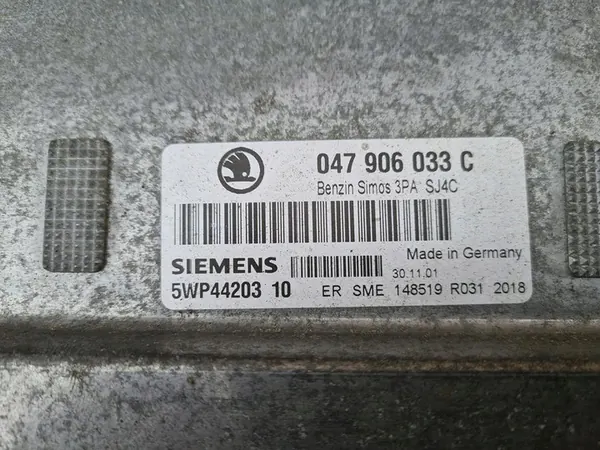 047 906 033 C
Benzin Simos 3PA SJ4C
SIEMENS
Made in Germany
30.11.01
5WP44203 10 ER SME 148519 R031 2018